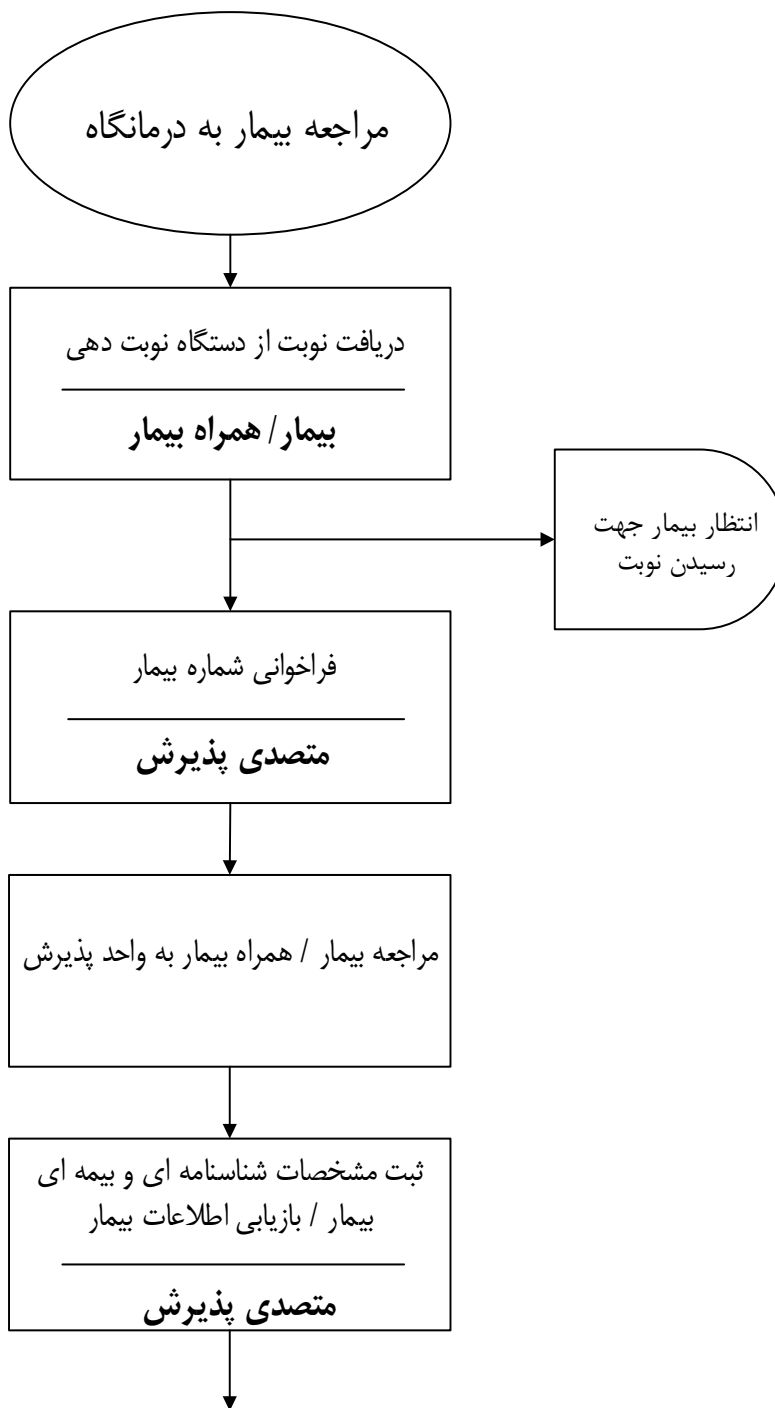 مراجعه بیمار به درمانگاه
دریافت نوبت از دستگاه نوبت دهی
بیمار/ همراه بیمار
انتظار بیمار جهت
رسیدن نوبت
فراخوانی شماره بیمار
متصدی پذیرش
مراجعه بیمار / همراه بیمار به واحد پذیرش
ثبت مشخصات شناسنامه ای و بیمه ای
بیمار / بازیابی اطلاعات بیمار
متصدی پذیرش